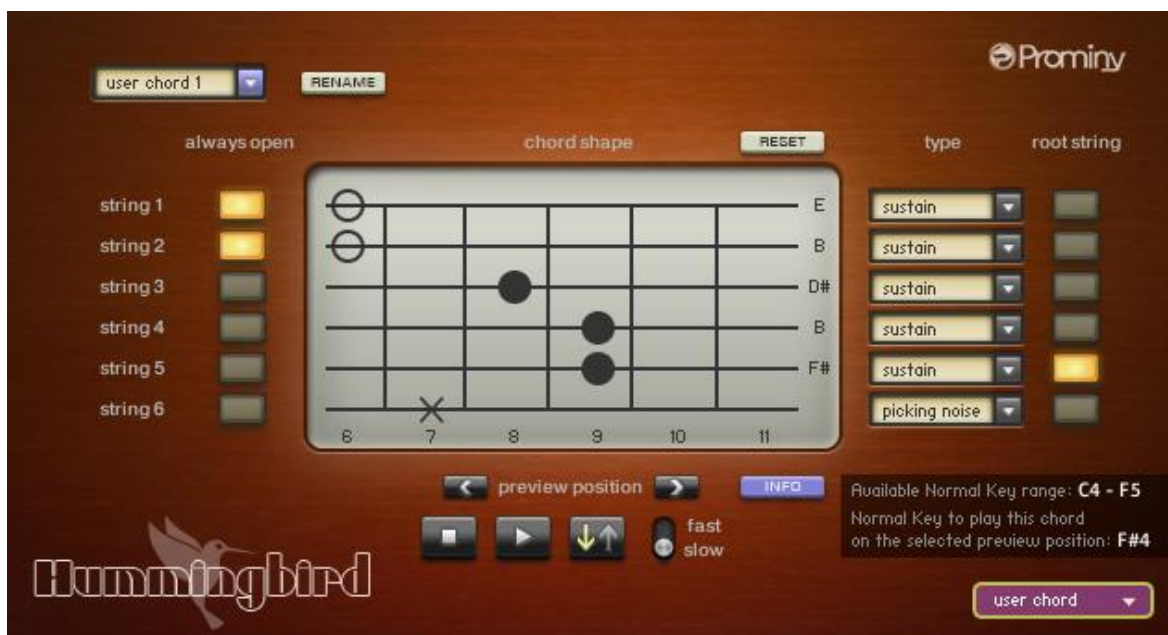 Prominy
user chord 1
RENAME
always open
chord shape
RESET
type
root string
string 1
E
sustain
string 2
B
sustain
string 3
D#
sustain
string 4
B
sustain
string 5
F#
sustain
string 6
picking noise
6 7 8 9 10 11
preview position
INFO
Available Normal Key range: C4 - F5
Normal Key to play this chord
on the selected preview position: F#4
fast
slow
Hummingbird
user chord